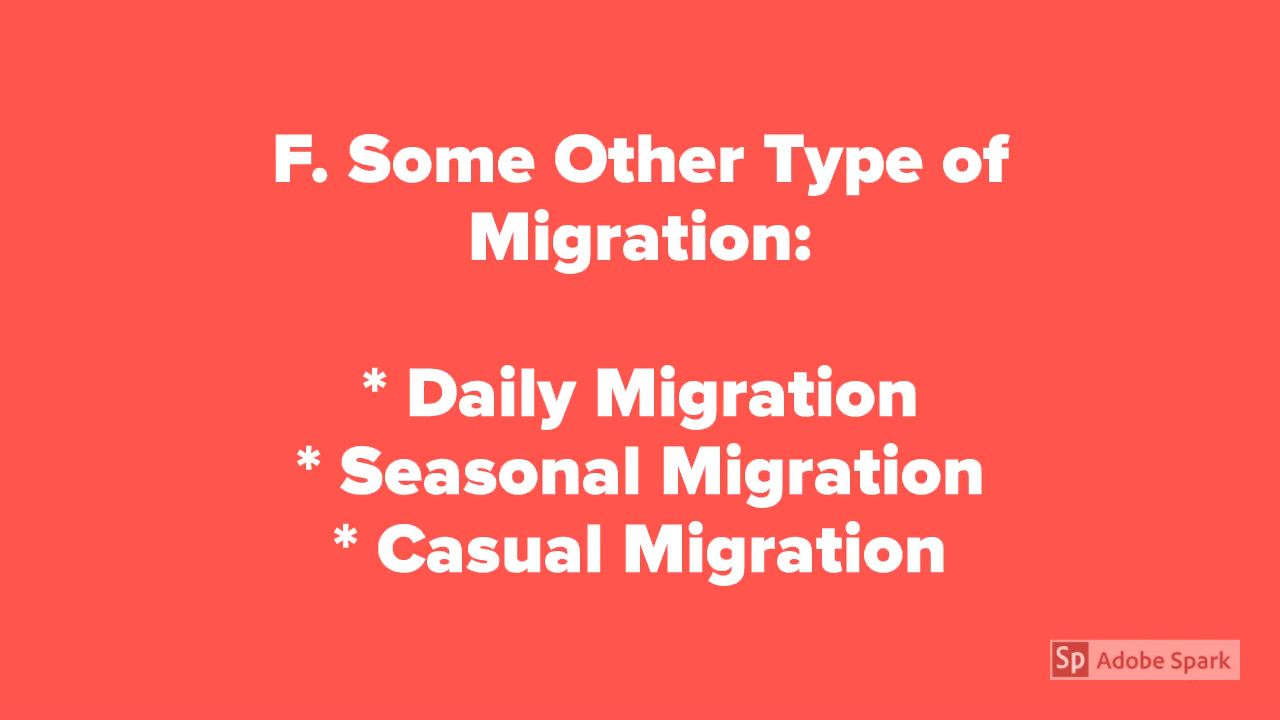 F. Some Other Type of
Migration:
* Daily Migration
* Seasonal Migration
* Casual Migration
Sp Adobe Spark